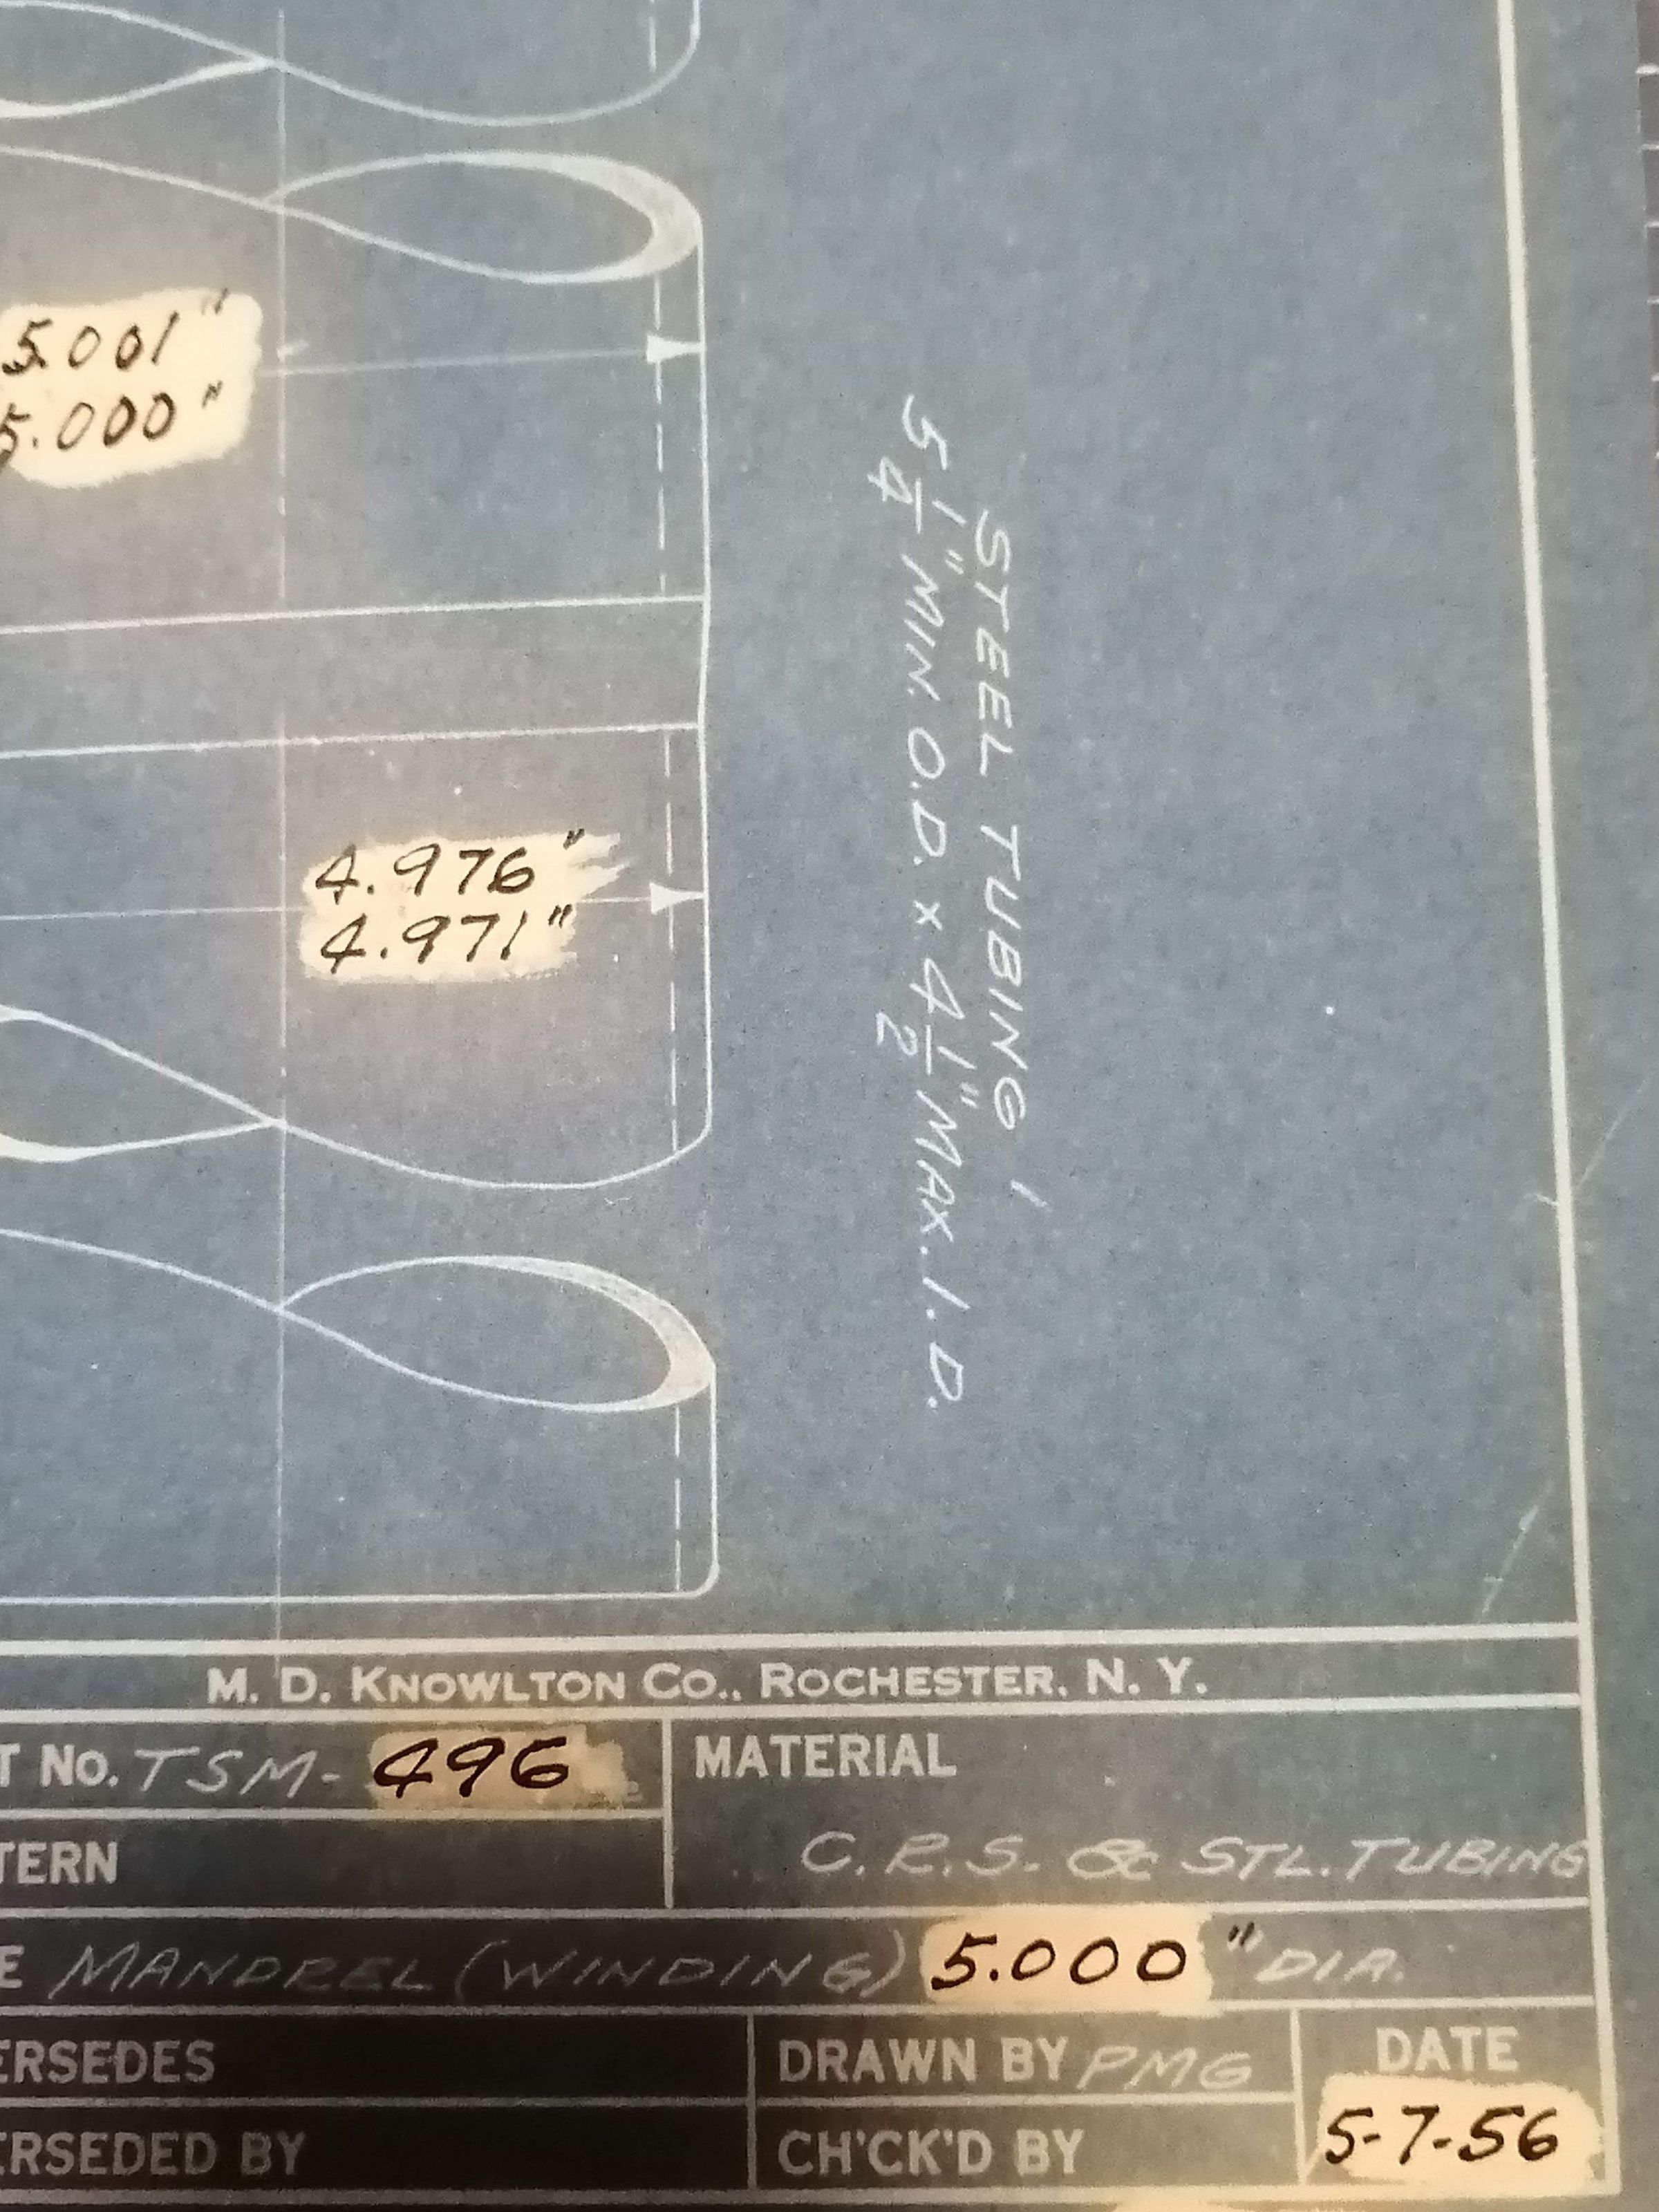 5.001"
5.000"
STEEL TUBING
5 1/4" MIN. O.D. x 4 1/2" MAX. I.D.
4.976"
4.971"
M. D. KNOWLTON CO., ROCHESTER, N. Y.
T NO. TSM-496
MATERIAL
C.R.S. & STL. TUBING
TERN
E MANDREL (WINDING) 5.000" DIA.
ERSEDES
DRAWN BY PMG
DATE
5-7-56
ERSEDED BY
CH'CK'D BY